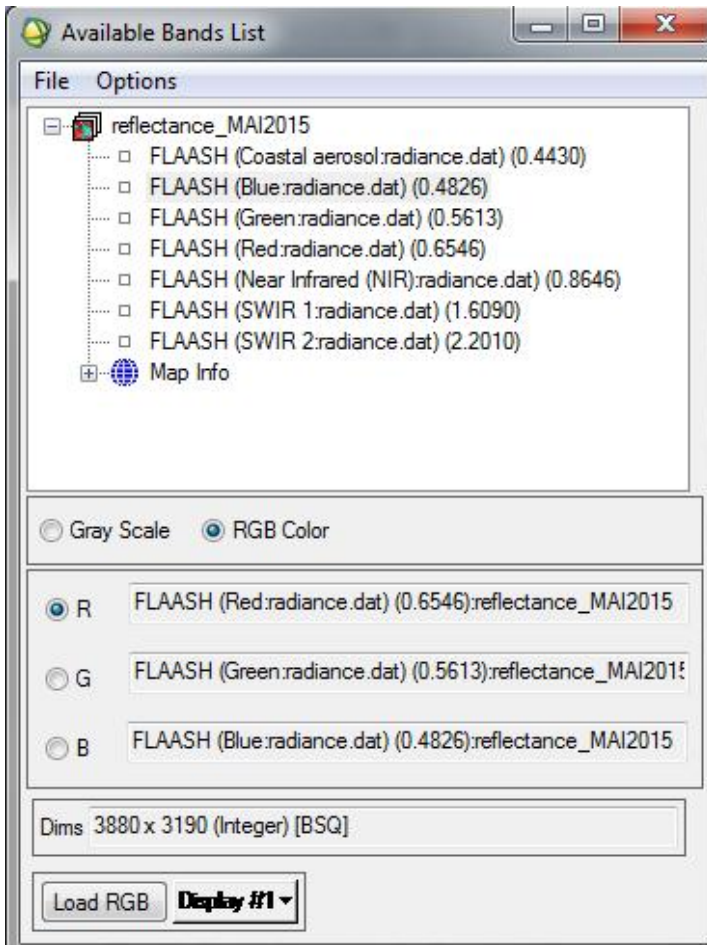 Available Bands List
File Options
reflectance_MAI2015
FLAASH (Coastal aerosol:radiance.dat) (0.4430)
FLAASH (Blue:radiance.dat) (0.4826)
FLAASH (Green:radiance.dat) (0.5613)
FLAASH (Red:radiance.dat) (0.6546)
FLAASH (Near Infrared (NIR):radiance.dat) (0.8646)
FLAASH (SWIR 1:radiance.dat) (1.6090)
FLAASH (SWIR 2:radiance.dat) (2.2010)
Map Info
Gray Scale RGB Color
R FLAASH (Red:radiance.dat) (0.6546):reflectance_MAI2015
G FLAASH (Green:radiance.dat) (0.5613):reflectance_MAI2015
B FLAASH (Blue:radiance.dat) (0.4826):reflectance_MAI2015
Dims 3880 x 3190 (Integer) [BSQ]
Load RGB Display #1